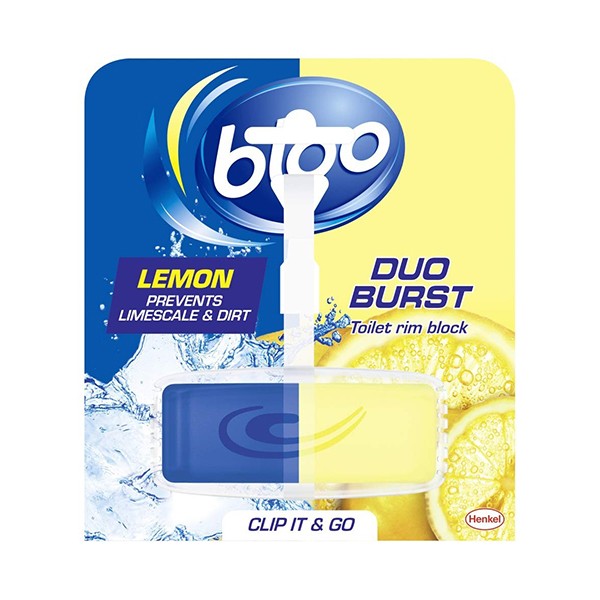 bloo
LEMON
PREVENTS
LIMESCALE & DIRT
DUO
BURST
Toilet rim block
CLIP IT & GO
Henkel